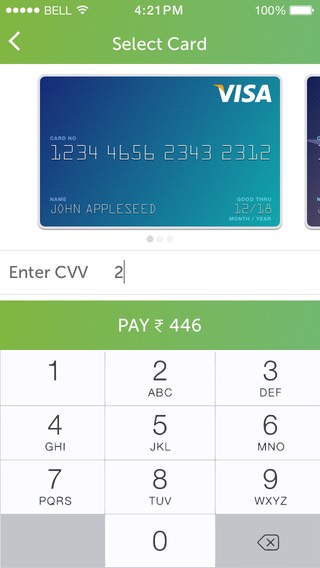 BELL 4:21PM 100%
Select Card
VISA
CARD NO
1234 4656 2343 2312
NAME GOOD THRU
JOHN APPLESEED 12/18
MONTH / YEAR
Enter CVV 2
PAY ₹ 446
1 2 3
ABC DEF
4 5 6
GHI JKL MNO
7 8 9
PQRS TUV WXYZ
0